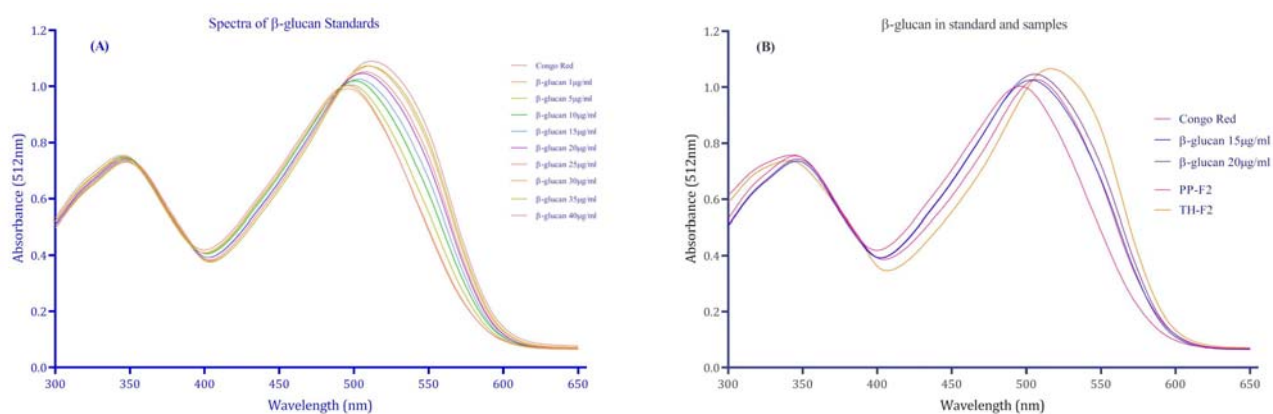 Spectra of β-glucan Standards
(A)
1.2
1.0
0.8
0.6
0.4
0.2
0.0
Absorbance (512nm)
300 350 400 450 500 550 600 650
Wavelength (nm)
Congo Red
β-glucan 1µg/ml
β-glucan 5µg/ml
β-glucan 10µg/ml
β-glucan 15µg/ml
β-glucan 20µg/ml
β-glucan 25µg/ml
β-glucan 30µg/ml
β-glucan 35µg/ml
β-glucan 40µg/ml
β-glucan in standard and samples
(B)
1.2
1.0
0.8
0.6
0.4
0.2
0.0
Absorbance (512nm)
300 350 400 450 500 550 600 650
Wavelength (nm)
Congo Red
β-glucan 15µg/ml
β-glucan 20µg/ml
PP-F2
TH-F2